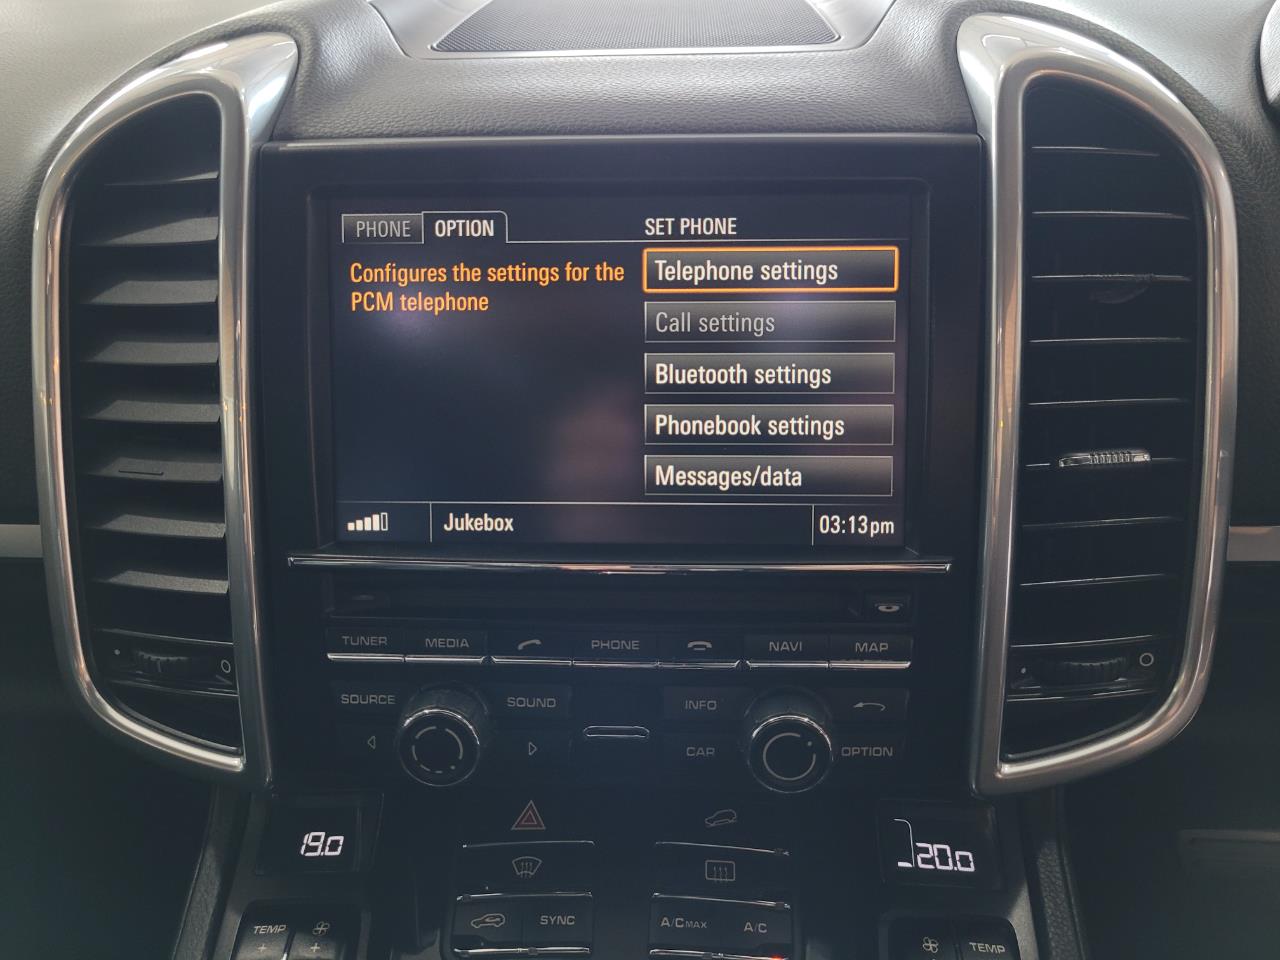 PHONE OPTION SET PHONE
Configures the settings for the
PCM telephone
Telephone settings
Call settings
Bluetooth settings
Phonebook settings
Messages/data
Jukebox 03:13pm
TUNER MEDIA PHONE NAVI MAP
SOURCE SOUND INFO
CAR OPTION
19.0 20.0
SYNC A/C MAX A/C
TEMP TEMP